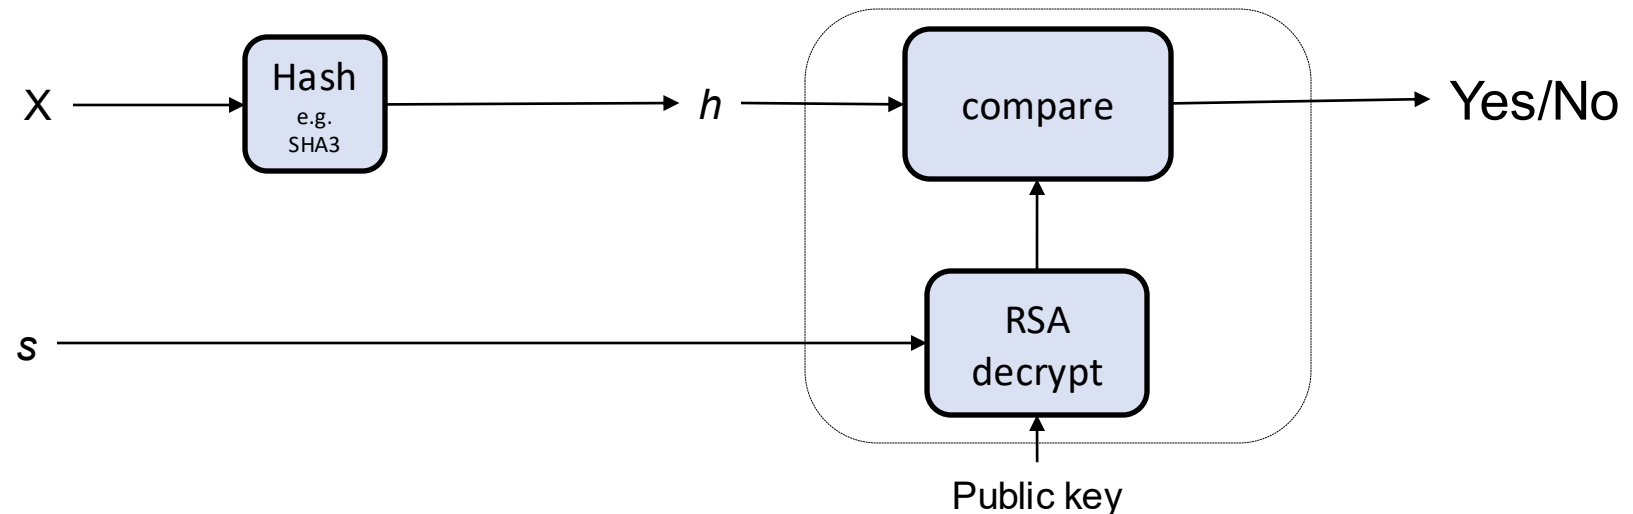 X
Hash
e.g.
SHA3
h
compare
Yes/No
s
RSA
decrypt
Public key